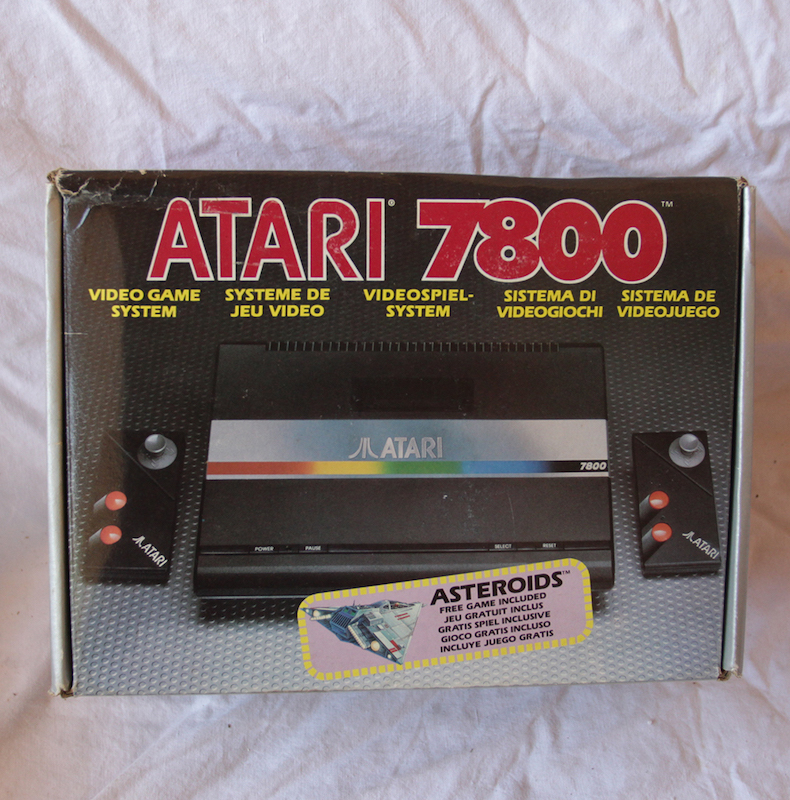 ATARI® 7800™
VIDEO GAME
SYSTEM
SYSTEME DE
JEU VIDEO
VIDEOSPIEL-
SYSTEM
SISTEMA DI
VIDEOGIOCHI
SISTEMA DE
VIDEOJUEGO
ATARI
7800
POWER
PAUSE
SELECT
RESET
ATARI
ATARI
ASTEROIDS™
FREE GAME INCLUDED
JEU GRATUIT INCLUS
GRATIS SPIEL INCLUSIVE
GIOCO GRATIS INCLUSO
INCLUYE JUEGO GRATIS